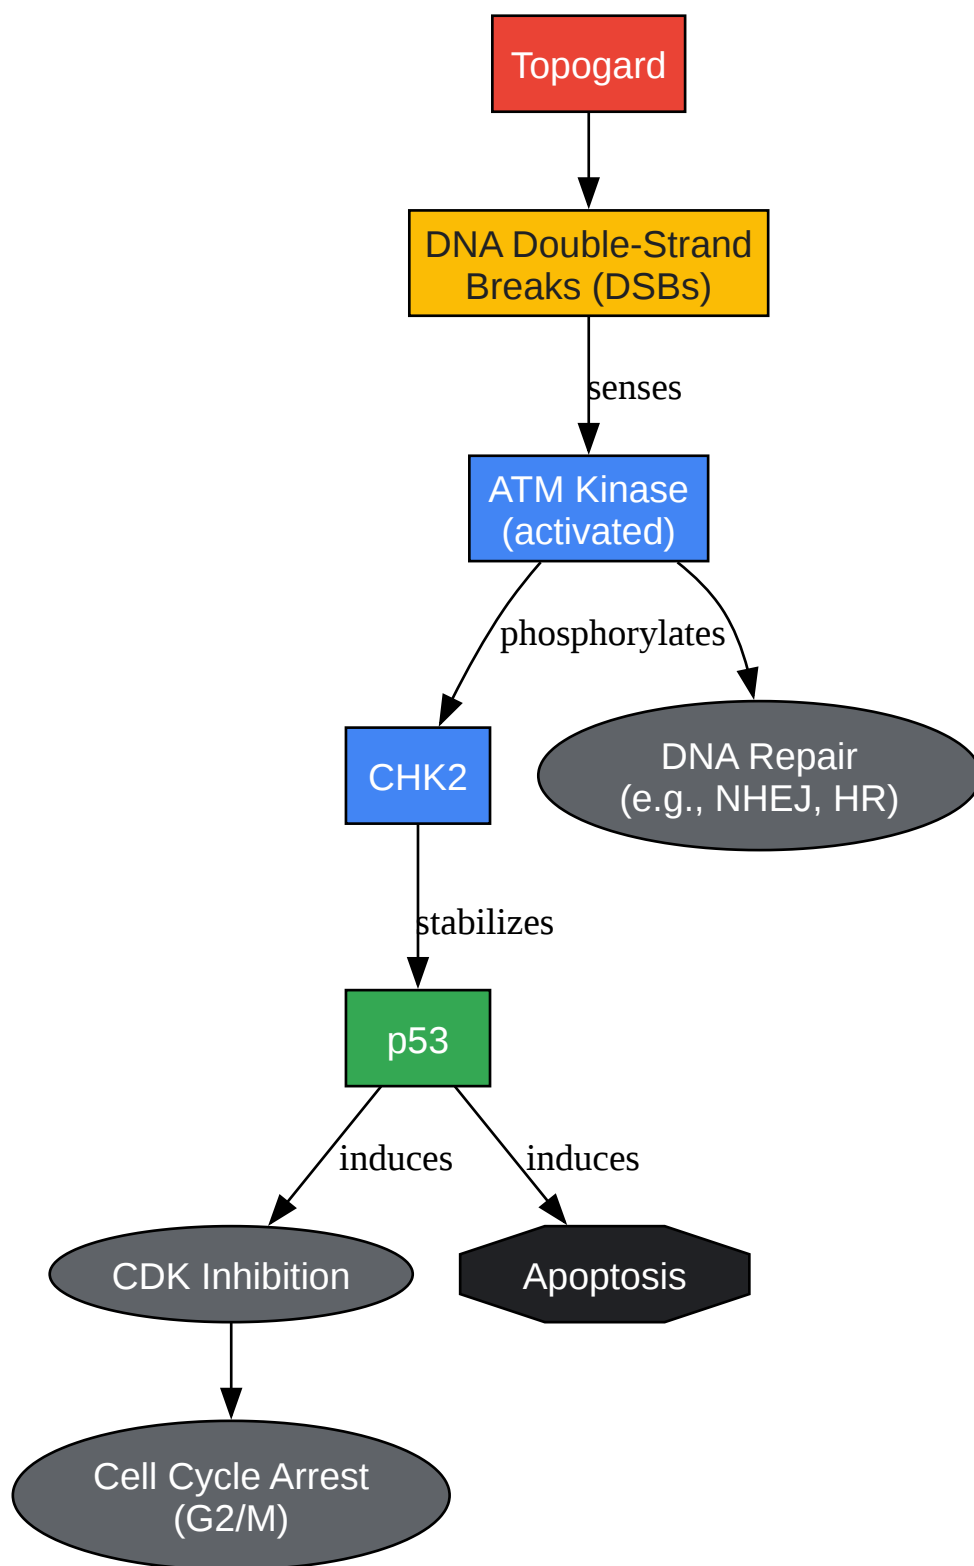 Topogard
DNA Double-Strand
Breaks (DSBs)
senses
ATM Kinase
(activated)
phosphorylates
CHK2
DNA Repair
(e.g., NHEJ, HR)
stabilizes
p53
induces
induces
CDK Inhibition
Apoptosis
Cell Cycle Arrest
(G2/M)